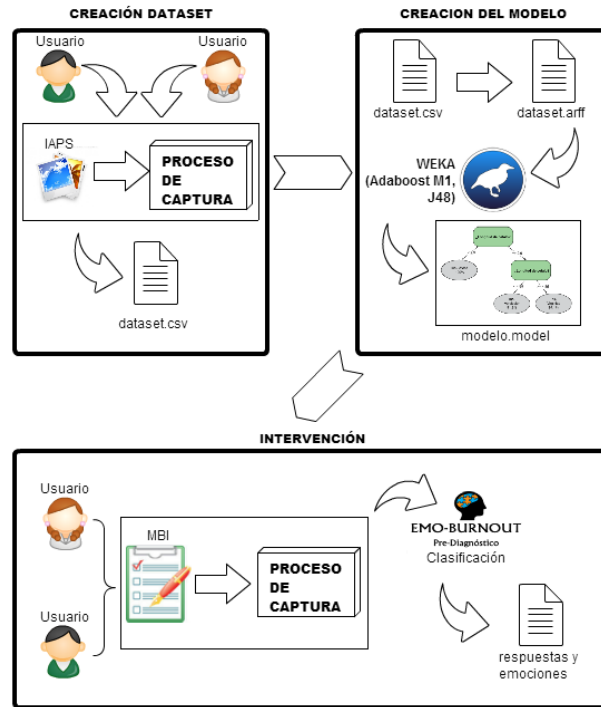 CREACIÓN DATASET
Usuario
Usuario
IAPS
PROCESO
DE
CAPTURA
dataset.csv
CREACION DEL MODELO
dataset.csv
dataset.arff
WEKA
(Adaboost M1,
J48)
modelo.model
INTERVENCIÓN
Usuario
Usuario
MBI
PROCESO
DE
CAPTURA
EMO-BURNOUT
Pre-Diagnóstico
Clasificación
respuestas y
emociones